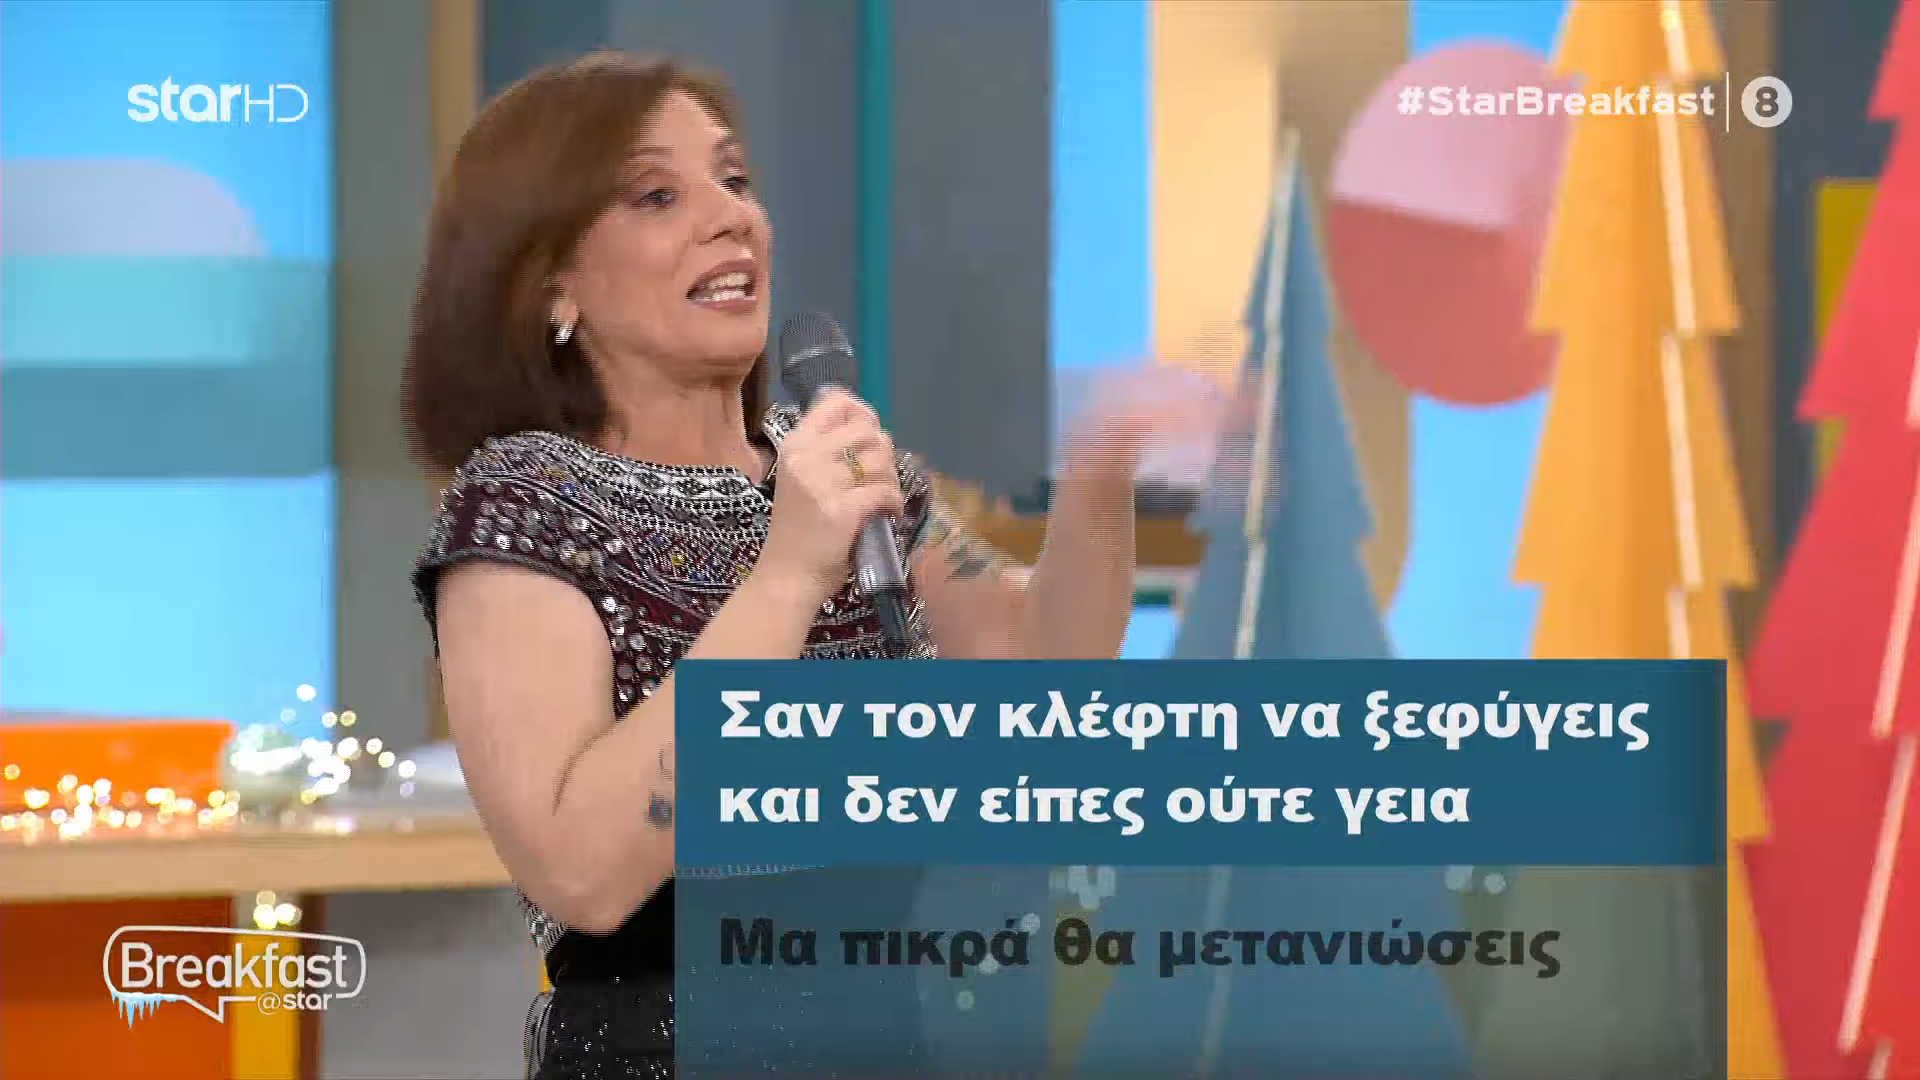 starHD
#StarBreakfast 8
Σαν τον κλέφτη να ξεφύγεις
και δεν είπες ούτε γεια
Μα πικρά θα μετανιώσεις
Breakfast
@star